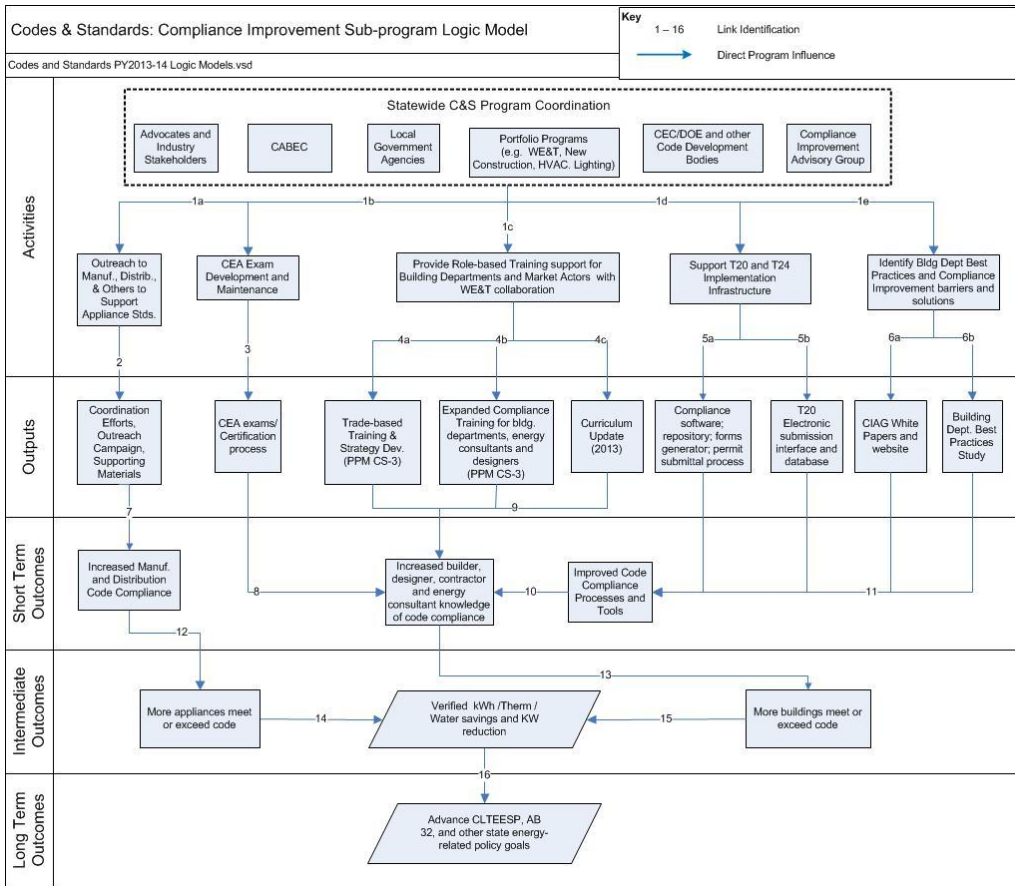 Codes & Standards: Compliance Improvement Sub-program Logic Model
Key
1 – 16 Link Identification
Direct Program Influence
Codes and Standards PY2013-14 Logic Models.vsd
Activities
Statewide C&S Program Coordination
Advocates and
Industry
Stakeholders
CABEC
Local
Government
Agencies
Portfolio Programs
(e.g. WE&T, New
Construction, HVAC. Lighting)
CEC/DOE and other
Code Development
Bodies
Compliance
Improvement
Advisory Group
1a
1b
1c
1d
1e
Outreach to
Manuf., Distrib.,
& Others to
Support
Appliance Stds.
CEA Exam
Development and
Maintenance
Provide Role-based Training support for
Building Departments and Market Actors with
WE&T collaboration
Support T20 and T24
Implementation
Infrastructure
Identify Bldg Dept Best
Practices and Compliance
Improvement barriers and
solutions
2
3
4a
4b
4c
5a
5b
6a
6b
Outputs
Coordination
Efforts,
Outreach
Campaign,
Supporting
Materials
CEA exams/
Certification
process
Trade-based
Training &
Strategy Dev.
(PPM CS-3)
Expanded Compliance
Training for bldg.
departments, energy
consultants and
designers
(PPM CS-3)
Curriculum
Update
(2013)
Compliance
software;
repository; forms
generator; permit
submittal process
T20
Electronic
submission
interface and
database
CIAG White
Papers and
website
Building
Dept. Best
Practices
Study
7
9
Short Term
Outcomes
Increased Manuf.
and Distribution
Code Compliance
8
Increased builder,
designer, contractor
and energy
consultant knowledge
of code compliance
10
Improved Code
Compliance
Processes and
Tools
11
12
13
Intermediate
Outcomes
More appliances meet
or exceed code
14
Verified kWh /Therm /
Water savings and KW
reduction
15
More buildings meet or
exceed code
16
Long Term
Outcomes
Advance CLTEESP, AB
32, and other state energy-
related policy goals